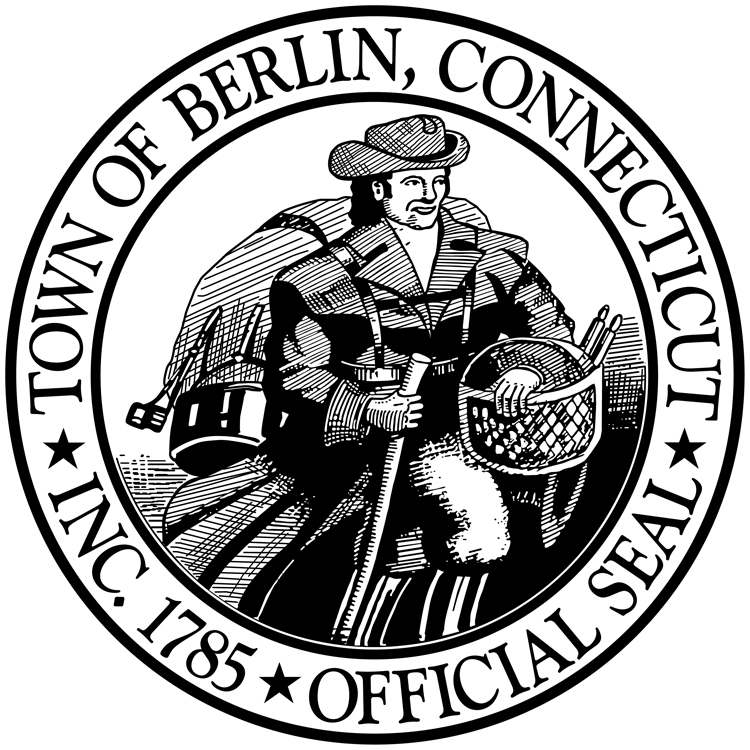 TOWN OF BERLIN, CONNECTICUT
★ INC. 1785 ★ OFFICIAL SEAL ★